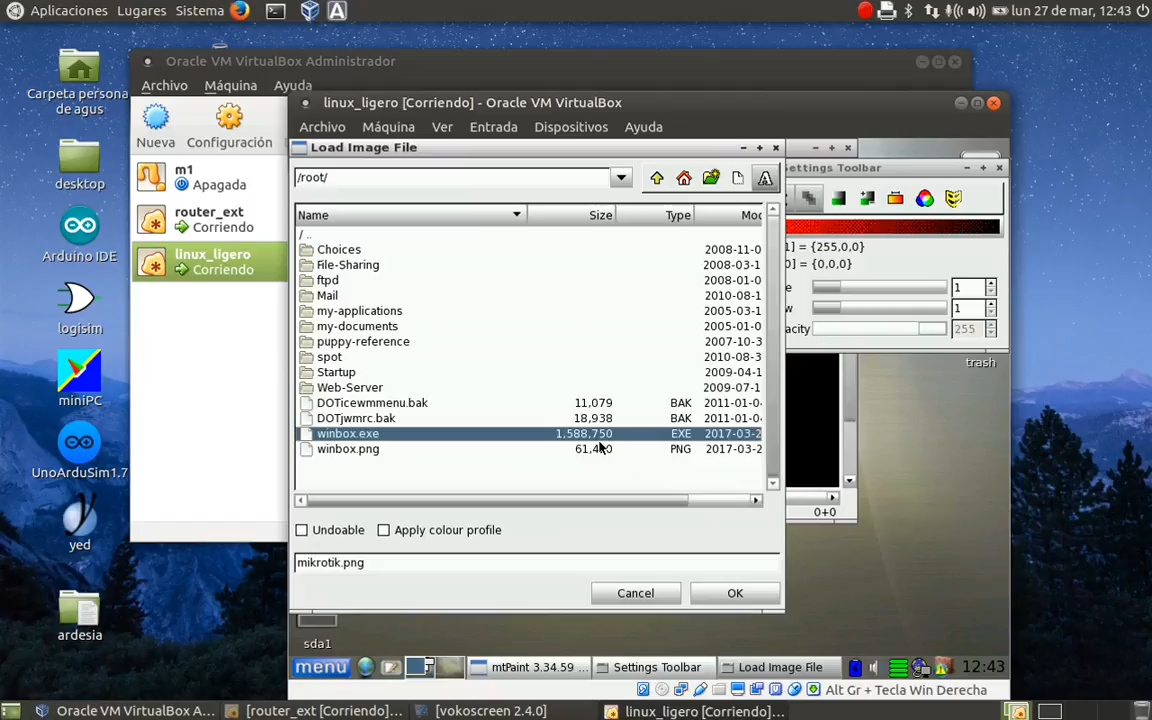 Aplicaciones Lugares Sistema lun 27 de mar, 12:43
Carpeta persona
de agus
desktop
Arduino IDE
logisim
miniPC
UnoArduSim1.7
yed
ardesia
Oracle VM VirtualBox Administrador
Archivo Máquina Ayuda
Nueva Configuración
m1
Apagada
router_ext
Corriendo
linux_ligero
Corriendo
linux_ligero [Corriendo] - Oracle VM VirtualBox
Archivo Máquina Ver Entrada Dispositivos Ayuda
Load Image File
/root/
Name Size Type Moc
/ ..
Choices 2008-11-0
File-Sharing 2008-03-1
ftpd 2008-01-0
Mail 2010-08-1
my-applications 2005-03-1
my-documents 2005-01-0
puppy-reference 2007-10-3
spot 2010-08-3
Startup 2009-04-1
Web-Server 2009-07-1
DOTicewmmenu.bak 11,079 BAK 2011-01-0
DOTjwmrc.bak 18,938 BAK 2011-01-0
winbox.exe 1,588,750 EXE 2017-03-2
winbox.png PNG 2017-03-2
Undoable Apply colour profile
mikrotik.png
Cancel OK
Settings Toolbar
1] = {255,0,0}
0] = {0,0,0}
1
1
acity 255
trash
0+0
sda1
menu mtPaint 3.34.59 ... Settings Toolbar Load Image File 12:43
Alt Gr + Tecla Win Derecha
Oracle VM VirtualBox A... [router_ext [Corriendo]... [vokoscreen 2.4.0] linux_ligero [Corriendo]...